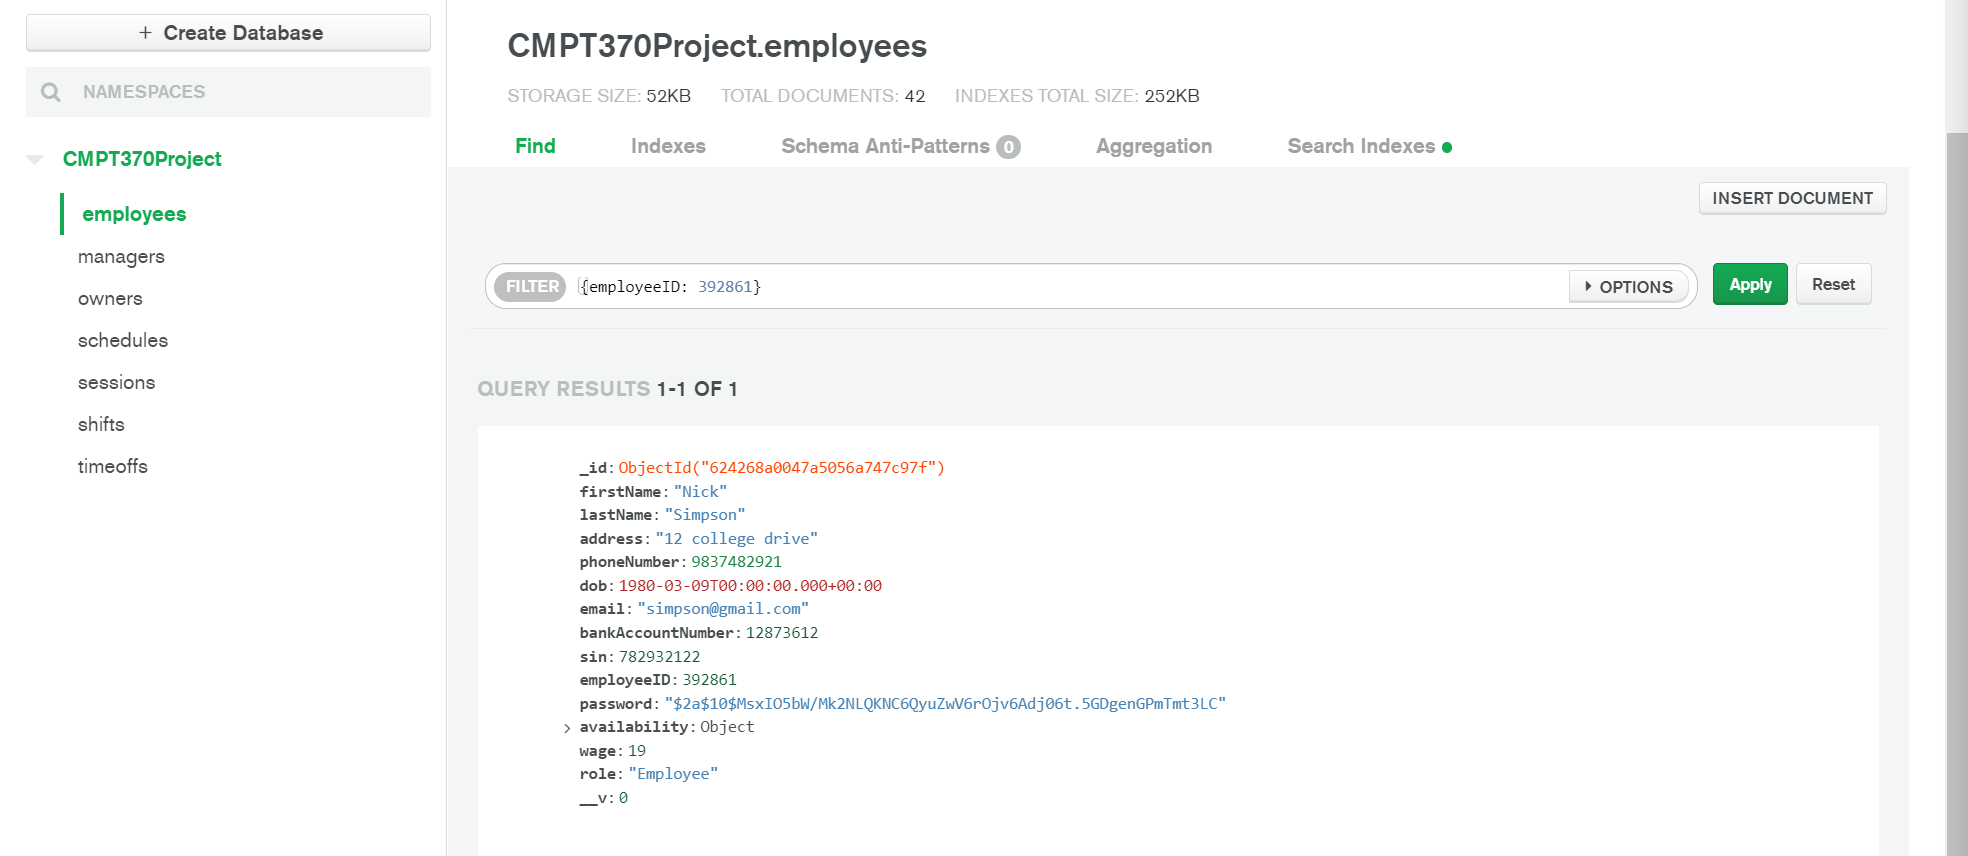 + Create Database
NAMESPACES
CMPT370Project
employees
managers
owners
schedules
sessions
shifts
timeoffs
CMPT370Project.employees
STORAGE SIZE: 52KB TOTAL DOCUMENTS: 42 INDEXES TOTAL SIZE: 252KB
Find Indexes Schema Anti-Patterns 0 Aggregation Search Indexes
INSERT DOCUMENT
FILTER {employeeID: 392861} OPTIONS Apply Reset
QUERY RESULTS 1-1 OF 1
_id: ObjectId("624268a0047a5056a747c97f")
firstName: "Nick"
lastName: "Simpson"
address: "12 college drive"
phoneNumber: 9837482921
dob: 1980-03-09T00:00:00.000+00:00
email: "simpson@gmail.com"
bankAccountNumber: 12873612
sin: 782932122
employeeID: 392861
password: "$2a$10$MsxIO5bW/Mk2NLQKNC6QyuZwV6rOjv6Adj06t.5GDgenGPmTmt3LC"
availability: Object
wage: 19
role: "Employee"
__v: 0